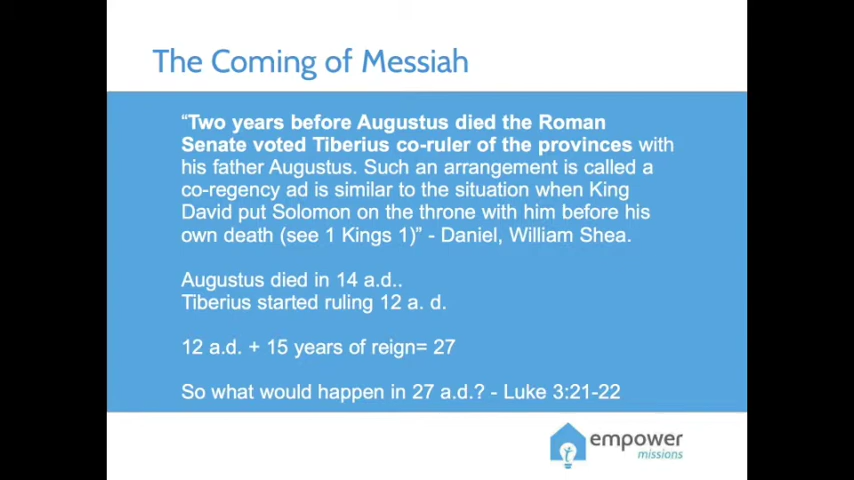 The Coming of Messiah
“Two years before Augustus died the Roman
Senate voted Tiberius co-ruler of the provinces with
his father Augustus. Such an arrangement is called a
co-regency ad is similar to the situation when King
David put Solomon on the throne with him before his
own death (see 1 Kings 1)” - Daniel, William Shea.
Augustus died in 14 a.d..
Tiberius started ruling 12 a. d.
12 a.d. + 15 years of reign= 27
So what would happen in 27 a.d.? - Luke 3:21-22
empower
missions